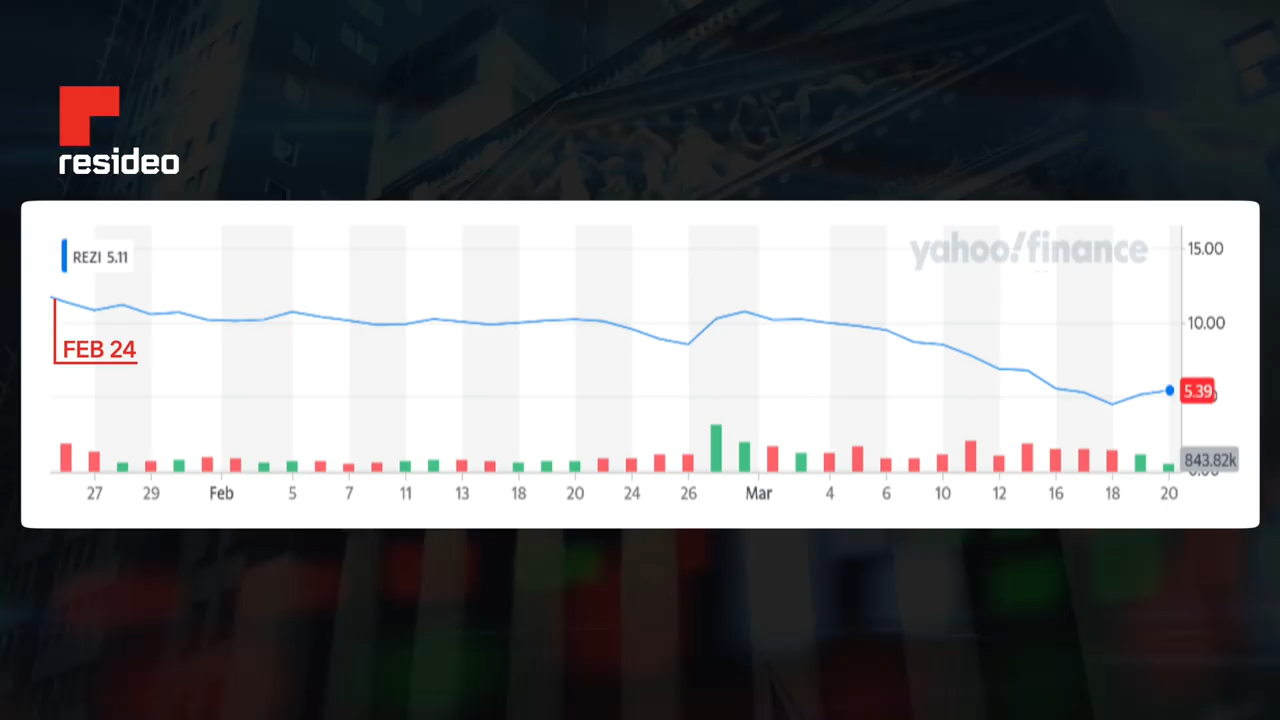 resideo
REZI 5.11
yahoo!finance
15.00
10.00
FEB 24
5.39
843.82k
27 29 Feb 5 7 11 13 18 20 24 26 Mar 4 6 10 12 16 18 20